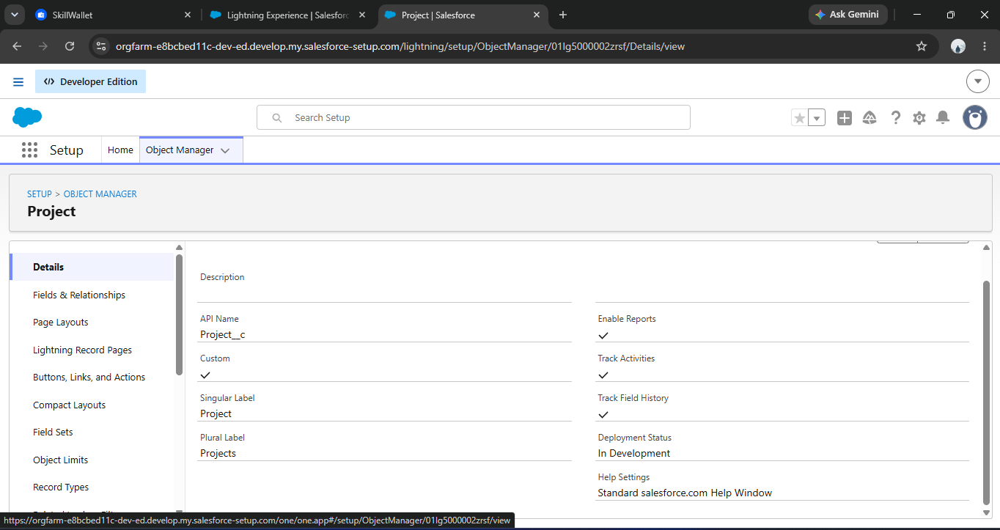 SkillWallet
Lightning Experience | Salesforc
Project | Salesforce
Ask Gemini
orgfarm-e8bcbed11c-dev-ed.develop.my.salesforce-setup.com/lightning/setup/ObjectManager/01Ig5000002zrsf/Details/view
</> Developer Edition
Search Setup
Setup
Home
Object Manager
SETUP > OBJECT MANAGER
Project
Details
Fields & Relationships
Page Layouts
Lightning Record Pages
Buttons, Links, and Actions
Compact Layouts
Field Sets
Object Limits
Record Types
Description
API Name
Project__c
Custom
Singular Label
Project
Plural Label
Projects
Enable Reports
Track Activities
Track Field History
Deployment Status
In Development
Help Settings
Standard salesforce.com Help Window
https://orgfarm-e8bcbed11c-dev-ed.develop.my.salesforce-setup.com/one/one.app#/setup/ObjectManager/01Ig5000002zrsf/view